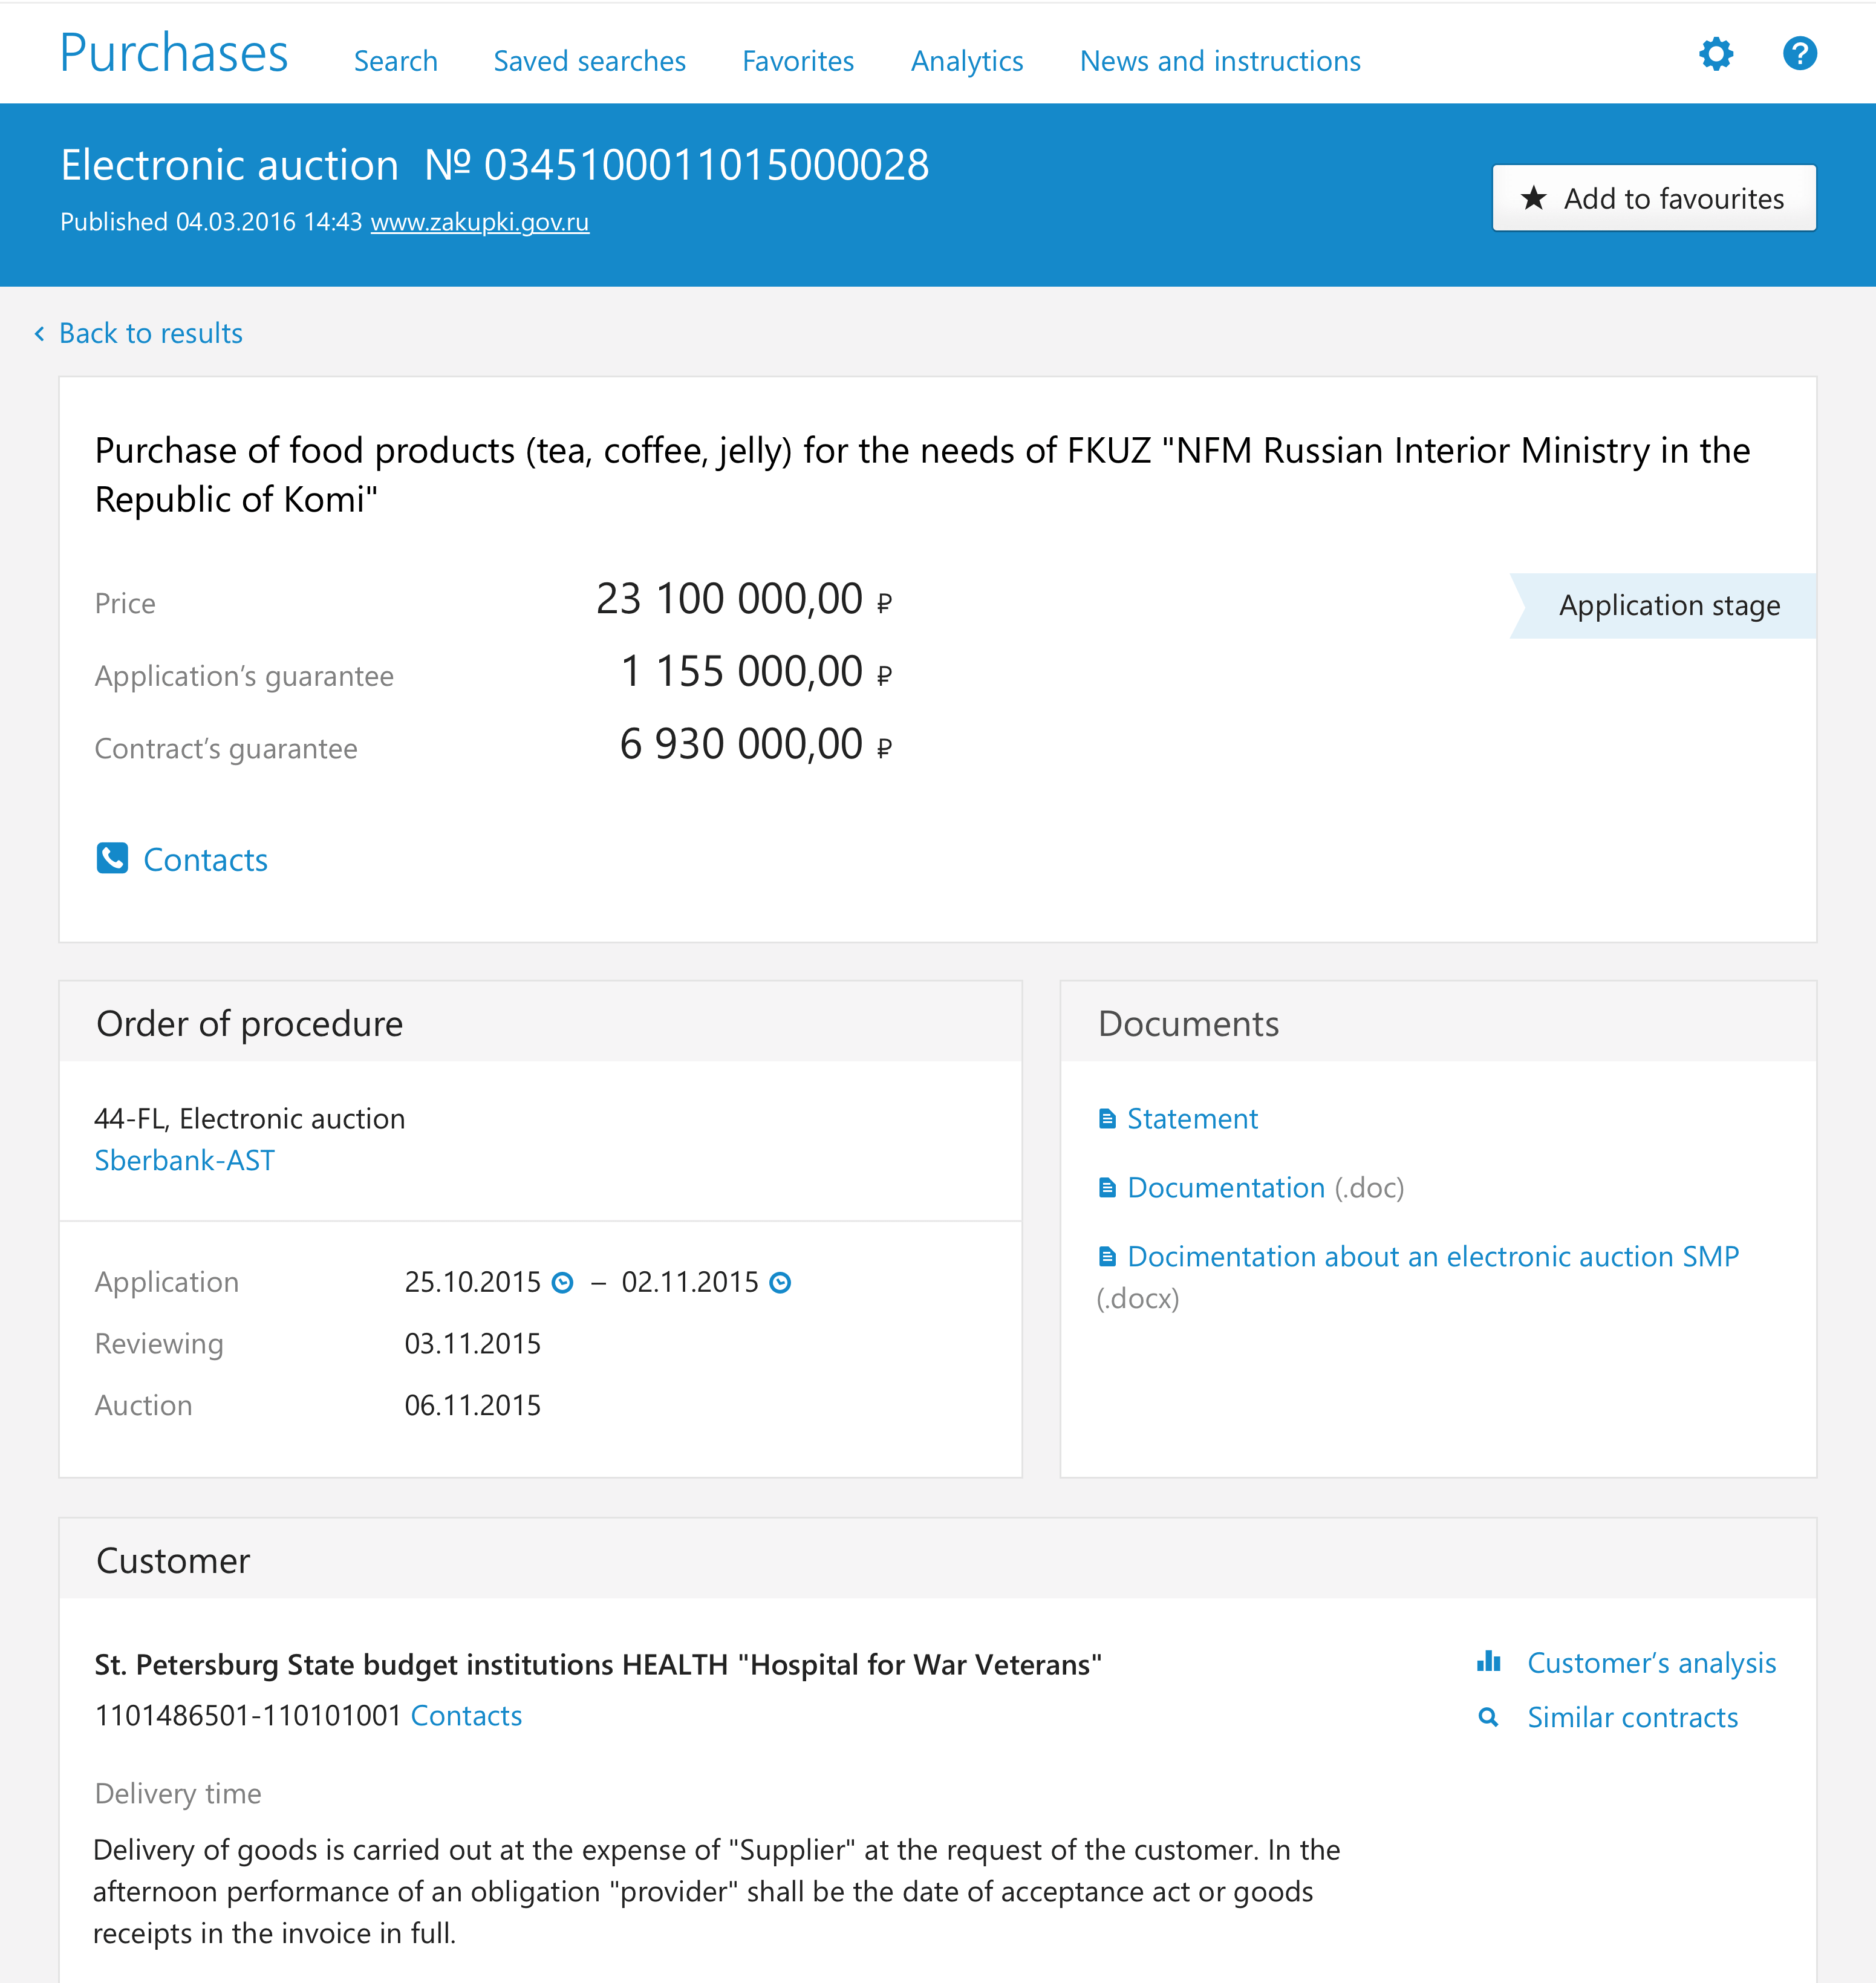 Purchases Search Saved searches Favorites Analytics News and instructions
Electronic auction № 0345100011015000028
Published 04.03.2016 14:43 www.zakupki.gov.ru
Add to favourites
Back to results
Purchase of food products (tea, coffee, jelly) for the needs of FKUZ "NFM Russian Interior Ministry in the
Republic of Komi"
Price 23 100 000,00 ₽
Application stage
Application’s guarantee 1 155 000,00 ₽
Contract’s guarantee 6 930 000,00 ₽
Contacts
Order of procedure
44-FL, Electronic auction
Sberbank-AST
Application 25.10.2015 – 02.11.2015
Reviewing 03.11.2015
Auction 06.11.2015
Documents
Statement
Documentation (.doc)
Docimentation about an electronic auction SMP
(.docx)
Customer
St. Petersburg State budget institutions HEALTH "Hospital for War Veterans"
1101486501-110101001 Contacts
Customer’s analysis
Similar contracts
Delivery time
Delivery of goods is carried out at the expense of "Supplier" at the request of the customer. In the
afternoon performance of an obligation "provider" shall be the date of acceptance act or goods
receipts in the invoice in full.